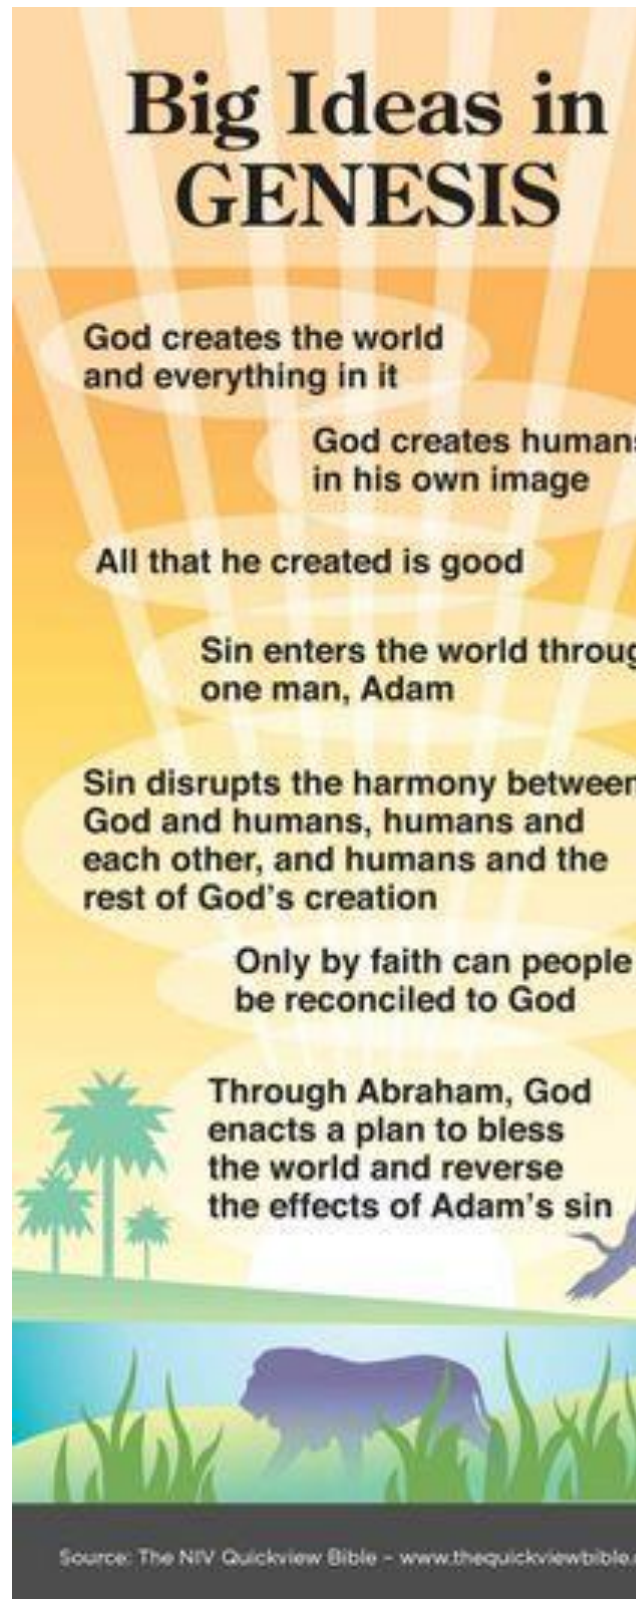 Big Ideas in
GENESIS
God creates the world
and everything in it
God creates humans
in his own image
All that he created is good
Sin enters the world throug
one man, Adam
Sin disrupts the harmony between
God and humans, humans and
each other, and humans and the
rest of God's creation
Only by faith can people
be reconciled to God
Through Abraham, God
enacts a plan to bless
the world and reverse
the effects of Adam's sin
Source: The NIV Quickview Bible – www.thequickviewbible.